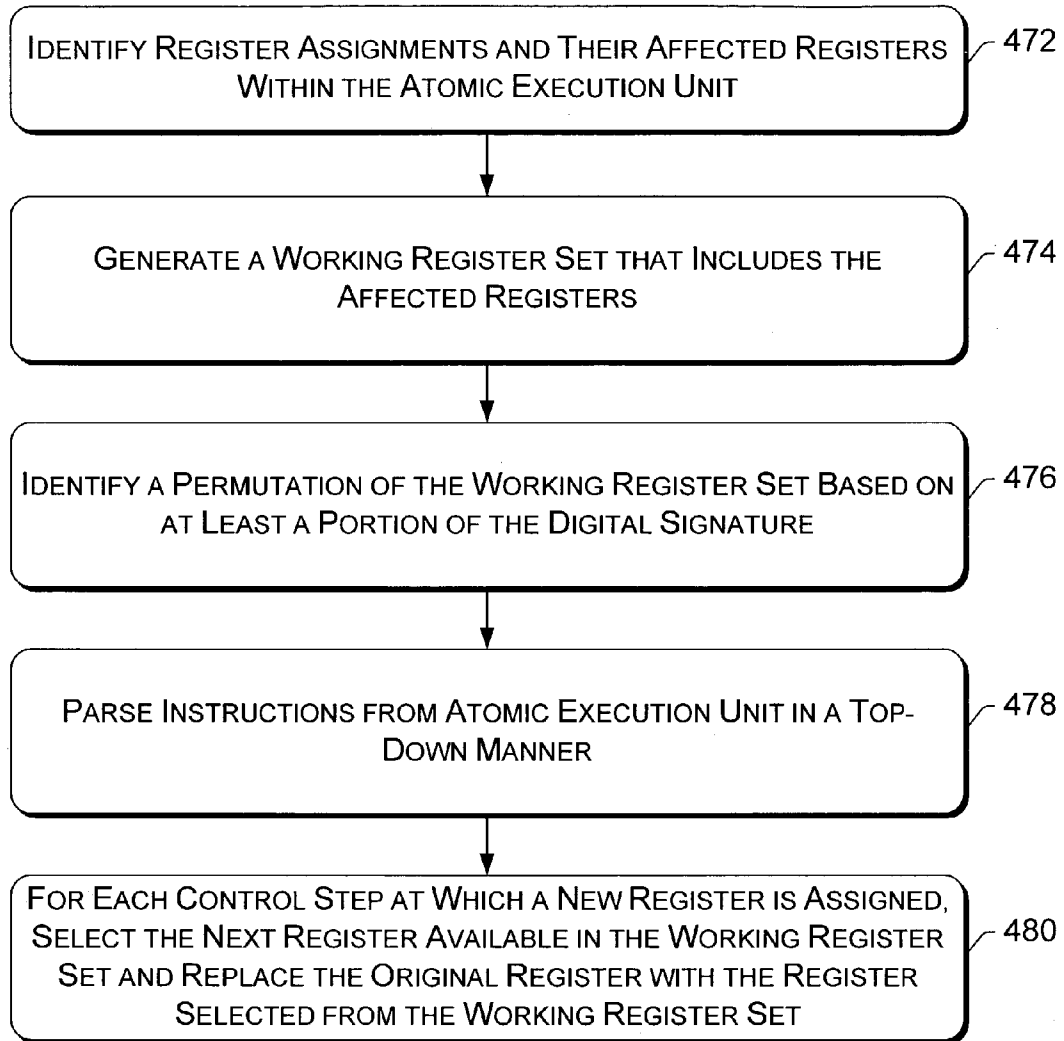 IDENTIFY REGISTER ASSIGNMENTS AND THEIR AFFECTED REGISTERS
WITHIN THE ATOMIC EXECUTION UNIT
472
GENERATE A WORKING REGISTER SET THAT INCLUDES THE
AFFECTED REGISTERS
474
IDENTIFY A PERMUTATION OF THE WORKING REGISTER SET BASED ON
AT LEAST A PORTION OF THE DIGITAL SIGNATURE
476
PARSE INSTRUCTIONS FROM ATOMIC EXECUTION UNIT IN A TOP-
DOWN MANNER
478
FOR EACH CONTROL STEP AT WHICH A NEW REGISTER IS ASSIGNED,
SELECT THE NEXT REGISTER AVAILABLE IN THE WORKING REGISTER
SET AND REPLACE THE ORIGINAL REGISTER WITH THE REGISTER
SELECTED FROM THE WORKING REGISTER SET
480